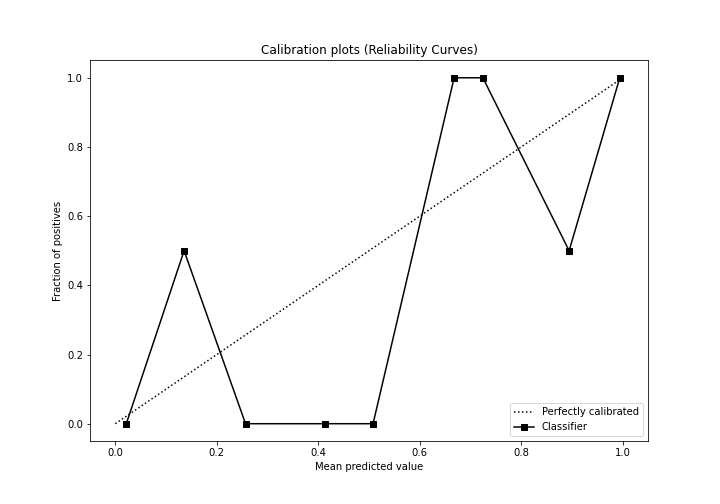 Calibration plots (Reliability Curves)
1.0
0.8
0.6
0.4
0.2
0.0
Fraction of positives
0.0 0.2 0.4 0.6 0.8 1.0
Mean predicted value
Perfectly calibrated
Classifier